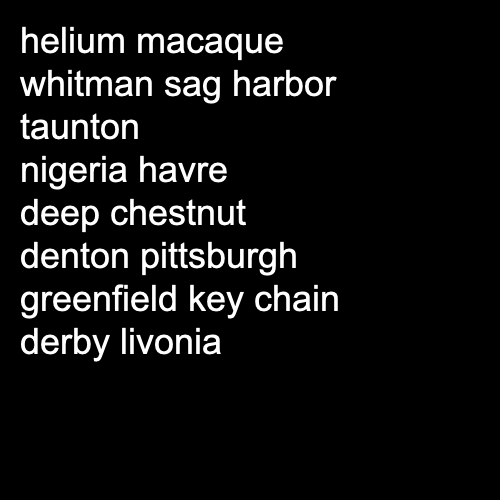 helium macaque
whitman sag harbor
taunton
nigeria havre
deep chestnut
denton pittsburgh
greenfield key chain
derby livonia